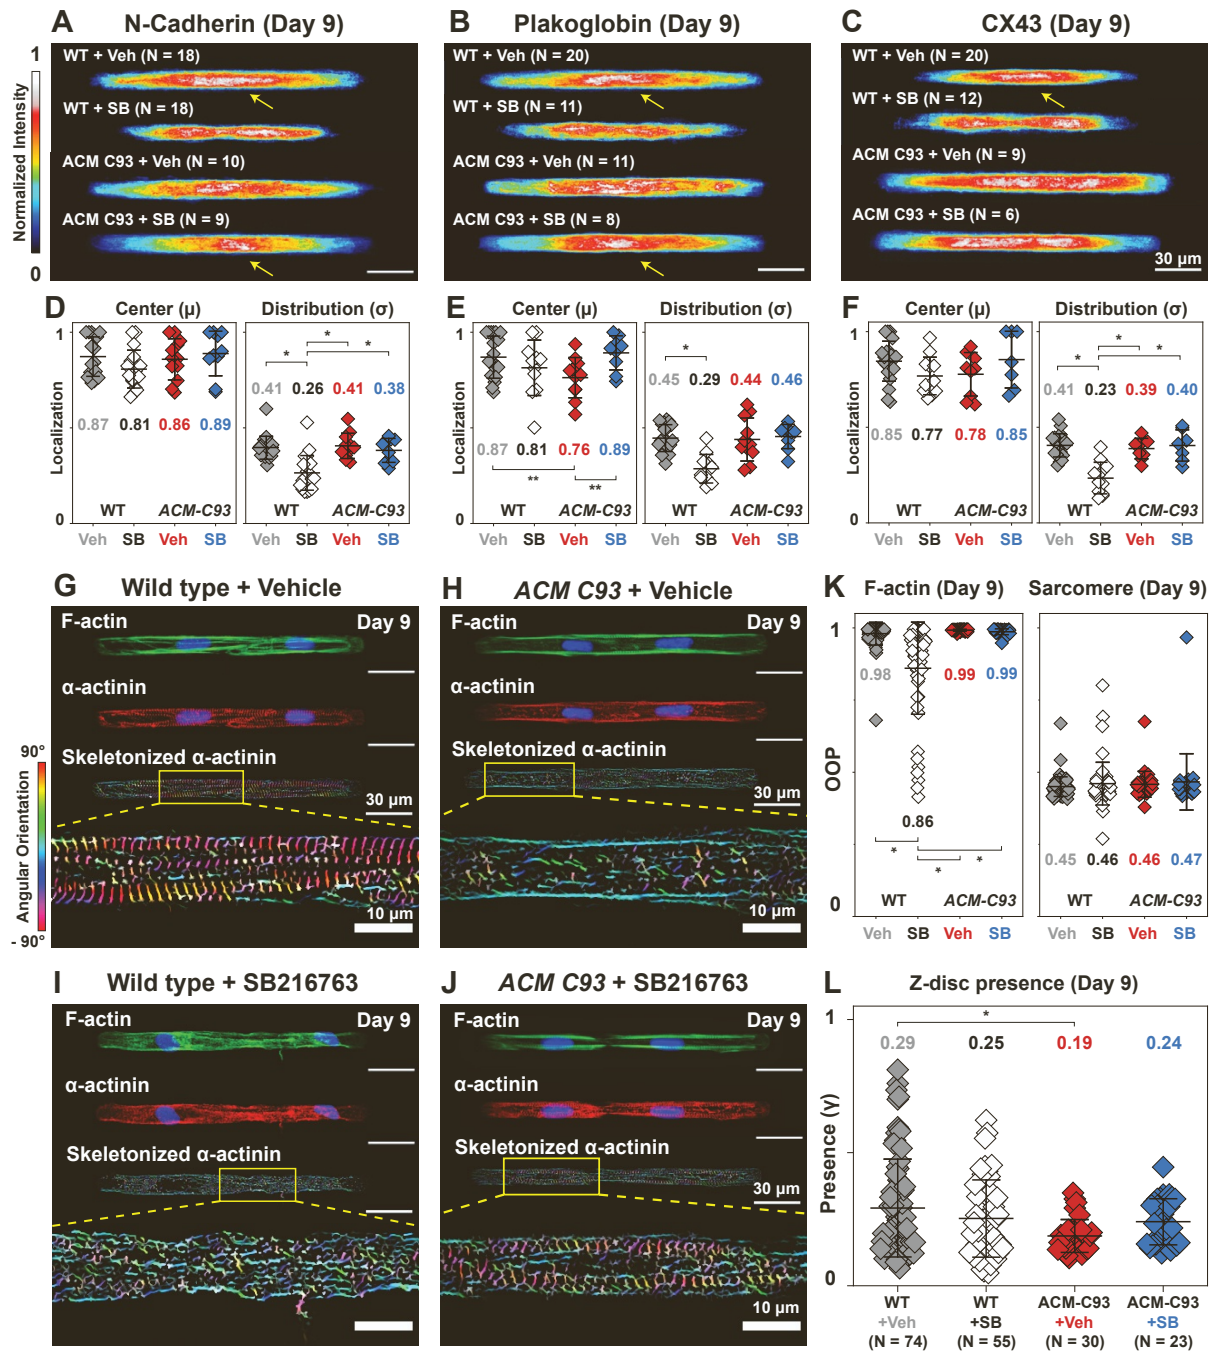 A N-Cadherin (Day 9)
B Plakoglobin (Day 9)
C CX43 (Day 9)
1
Normalized Intensity
0
WT + Veh (N = 18)
WT + SB (N = 18)
ACM C93 + Veh (N = 10)
ACM C93 + SB (N = 9)
WT + Veh (N = 20)
WT + SB (N = 11)
ACM C93 + Veh (N = 11)
ACM C93 + SB (N = 8)
WT + Veh (N = 20)
WT + SB (N = 12)
ACM C93 + Veh (N = 9)
ACM C93 + SB (N = 6)
30 µm
D Center (µ) Distribution (σ)
1
Localization
0
0.87 0.81 0.86 0.89
0.41 0.26 0.41 0.38
* * *
WT ACM-C93 WT ACM-C93
Veh SB Veh SB Veh SB Veh SB
E Center (µ) Distribution (σ)
1
Localization
0
0.87 0.81 0.76 0.89
** **
0.45 0.29 0.44 0.46
*
WT ACM-C93 WT ACM-C93
Veh SB Veh SB Veh SB Veh SB
F Center (µ) Distribution (σ)
1
Localization
0
0.85 0.77 0.78 0.85
0.41 0.23 0.39 0.40
* * *
WT ACM-C93 WT ACM-C93
Veh SB Veh SB Veh SB Veh SB
G Wild type + Vehicle
F-actin Day 9
α-actinin
Skeletonized α-actinin
30 µm
10 µm
90°
Angular Orientation
- 90°
H ACM C93 + Vehicle
F-actin Day 9
α-actinin
Skeletonized α-actinin
30 µm
10 µm
K F-actin (Day 9) Sarcomere (Day 9)
1
OOP
0
0.98 0.86 0.99 0.99
* * *
0.45 0.46 0.46 0.47
WT ACM-C93 WT ACM-C93
Veh SB Veh SB Veh SB Veh SB
I Wild type + SB216763
F-actin Day 9
α-actinin
Skeletonized α-actinin
J ACM C93 + SB216763
F-actin Day 9
α-actinin
Skeletonized α-actinin
30 µm
10 µm
L Z-disc presence (Day 9)
1
Presence (γ)
0
*
0.29 0.25 0.19 0.24
WT WT ACM-C93 ACM-C93
+Veh +SB +Veh +SB
(N = 74) (N = 55) (N = 30) (N = 23)